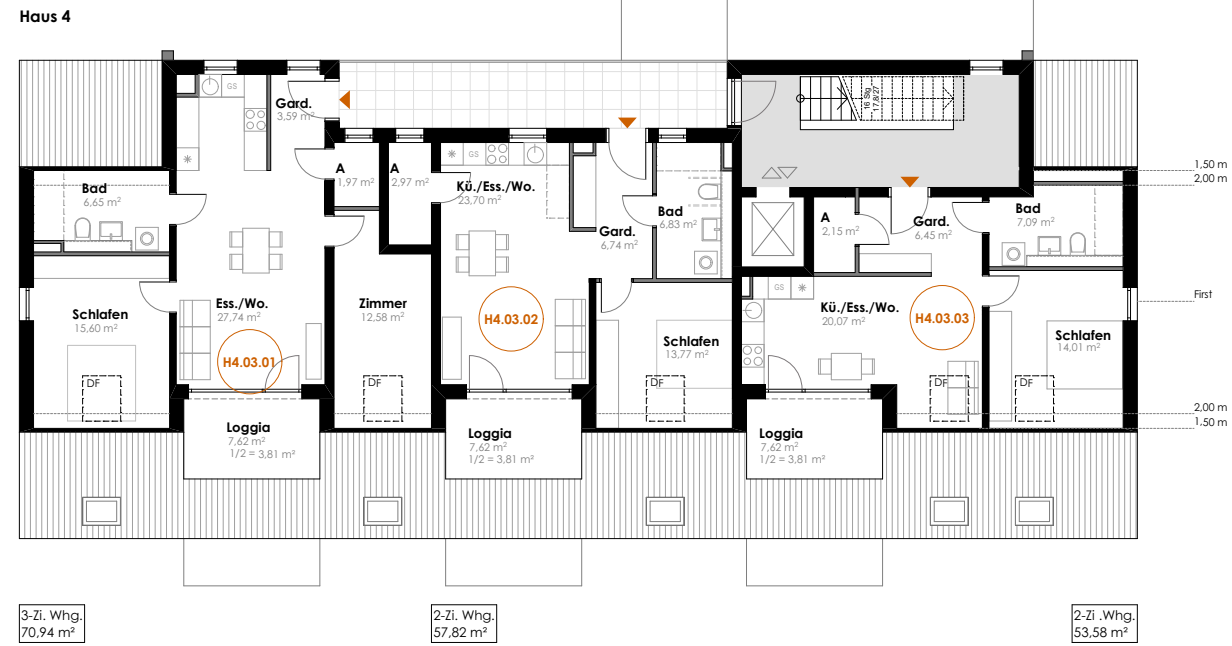 Haus 4
GS
Gard.
3,59 m²
A
1,97 m²
A
2,97 m²
GS
Kü./Ess./Wo.
23,70 m²
Gard.
6,74 m²
Bad
6,83 m²
16 Stg.
17,8/27
Bad
6,65 m²
Schlafen
15,60 m²
DF
Ess./Wo.
27,74 m²
H4.03.01
Zimmer
12,58 m²
DF
H4.03.02
Schlafen
13,77 m²
DF
A
2,15 m²
Gard.
6,45 m²
Bad
7,09 m²
GS
Kü./Ess./Wo.
20,07 m²
H4.03.03
Schlafen
14,01 m²
DF
DF
1,50 m
2,00 m
First
2,00 m
1.50 m
Loggia
7,62 m²
1/2 = 3,81 m²
Loggia
7,62 m²
1/2 = 3,81 m²
Loggia
7,62 m²
1/2 = 3,81 m²
3-Zi. Whg.
70,94 m²
2-Zi. Whg.
57,82 m²
2-Zi .Whg.
53,58 m²